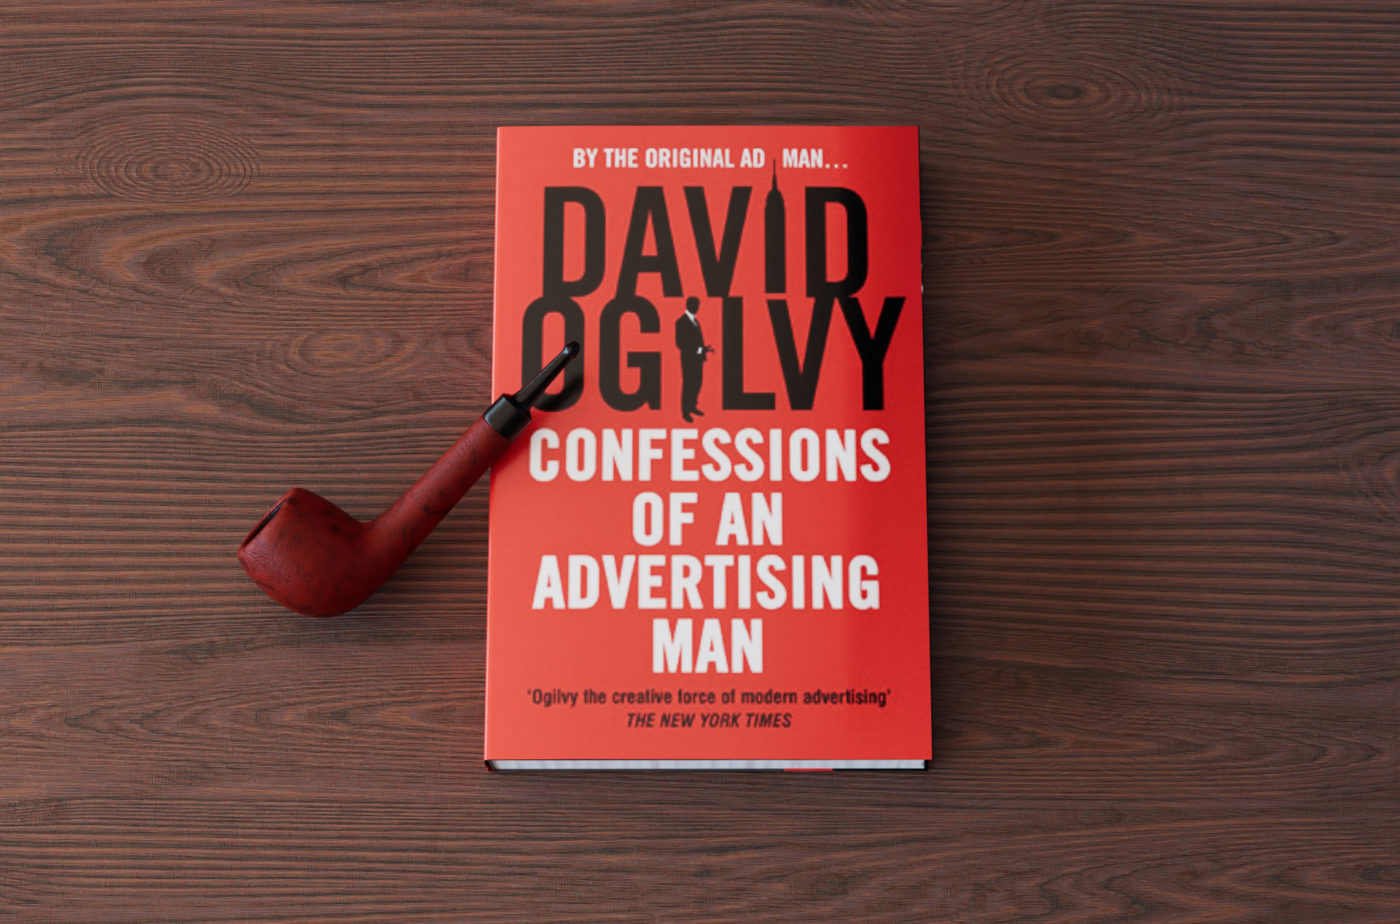 BY THE ORIGINAL AD MAN...
DAVID
OGILVY
CONFESSIONS
OF AN
ADVERTISING
MAN
'Ogilvy the creative force of modern advertising'
THE NEW YORK TIMES